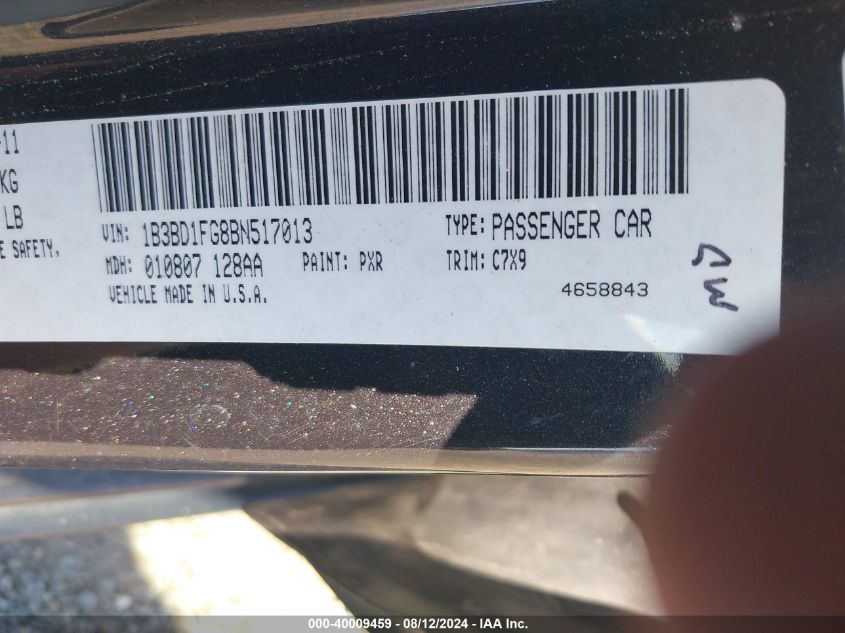 -11
KG
LB
E SAFETY,
VIN: 1B3BD1FG8BN517013 TYPE: PASSENGER CAR
MDH: 010807 128AA PAINT: PXR TRIM: C7X9
VEHICLE MADE IN U.S.A. 4658843
000-40009459 - 08/12/2024 - IAA Inc.